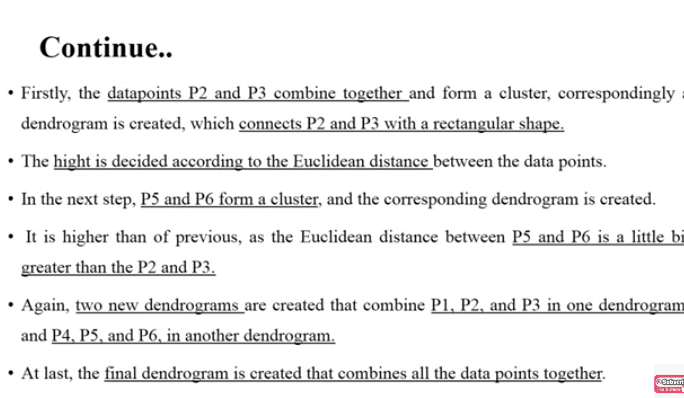 Continue..
• Firstly, the datapoints P2 and P3 combine together and form a cluster, correspondingly a
dendrogram is created, which connects P2 and P3 with a rectangular shape.
• The hight is decided according to the Euclidean distance between the data points.
• In the next step, P5 and P6 form a cluster, and the corresponding dendrogram is created.
• It is higher than of previous, as the Euclidean distance between P5 and P6 is a little bi
greater than the P2 and P3.
• Again, two new dendrograms are created that combine P1, P2, and P3 in one dendrogram
and P4, P5, and P6, in another dendrogram.
• At last, the final dendrogram is created that combines all the data points together.